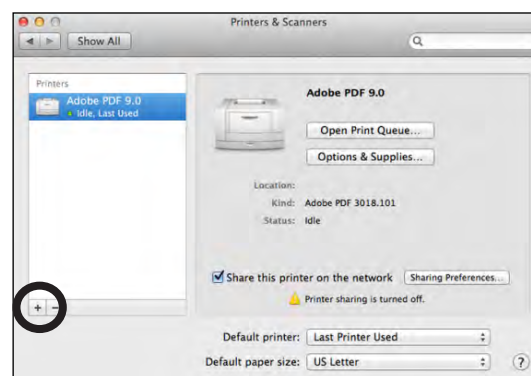 Printers & Scanners
Show All
Printers
Adobe PDF 9.0
Idle, Last Used
Adobe PDF 9.0
Open Print Queue...
Options & Supplies...
Location:
Kind: Adobe PDF 3018.101
Status: Idle
Share this printer on the network Sharing Preferences...
Printer sharing is turned off.
+ −
Default printer: Last Printer Used
Default paper size: US Letter ?